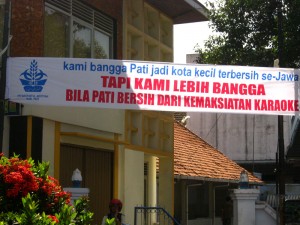 kami bangga Pati jadi kota kecil terbersih se-Jawa
TAPI KAMI LEBIH BANGGA
BILA PATI BERSIH DARI KEMAKSIATAN KARAOKE